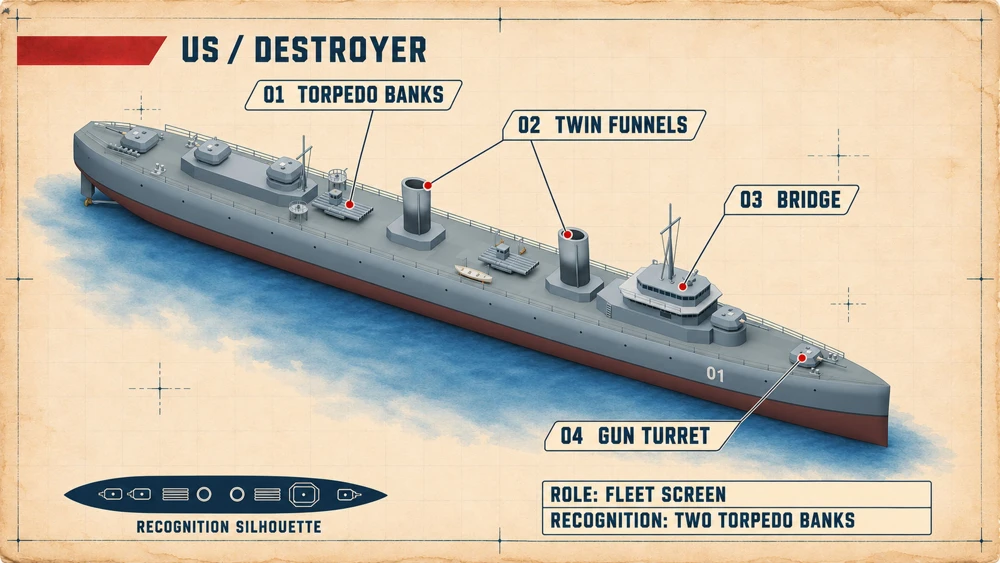 US / DESTROYER
01 TORPEDO BANKS
02 TWIN FUNNELS
03 BRIDGE
01
04 GUN TURRET
ROLE: FLEET SCREEN
RECOGNITION: TWO TORPEDO BANKS
RECOGNITION SILHOUETTE